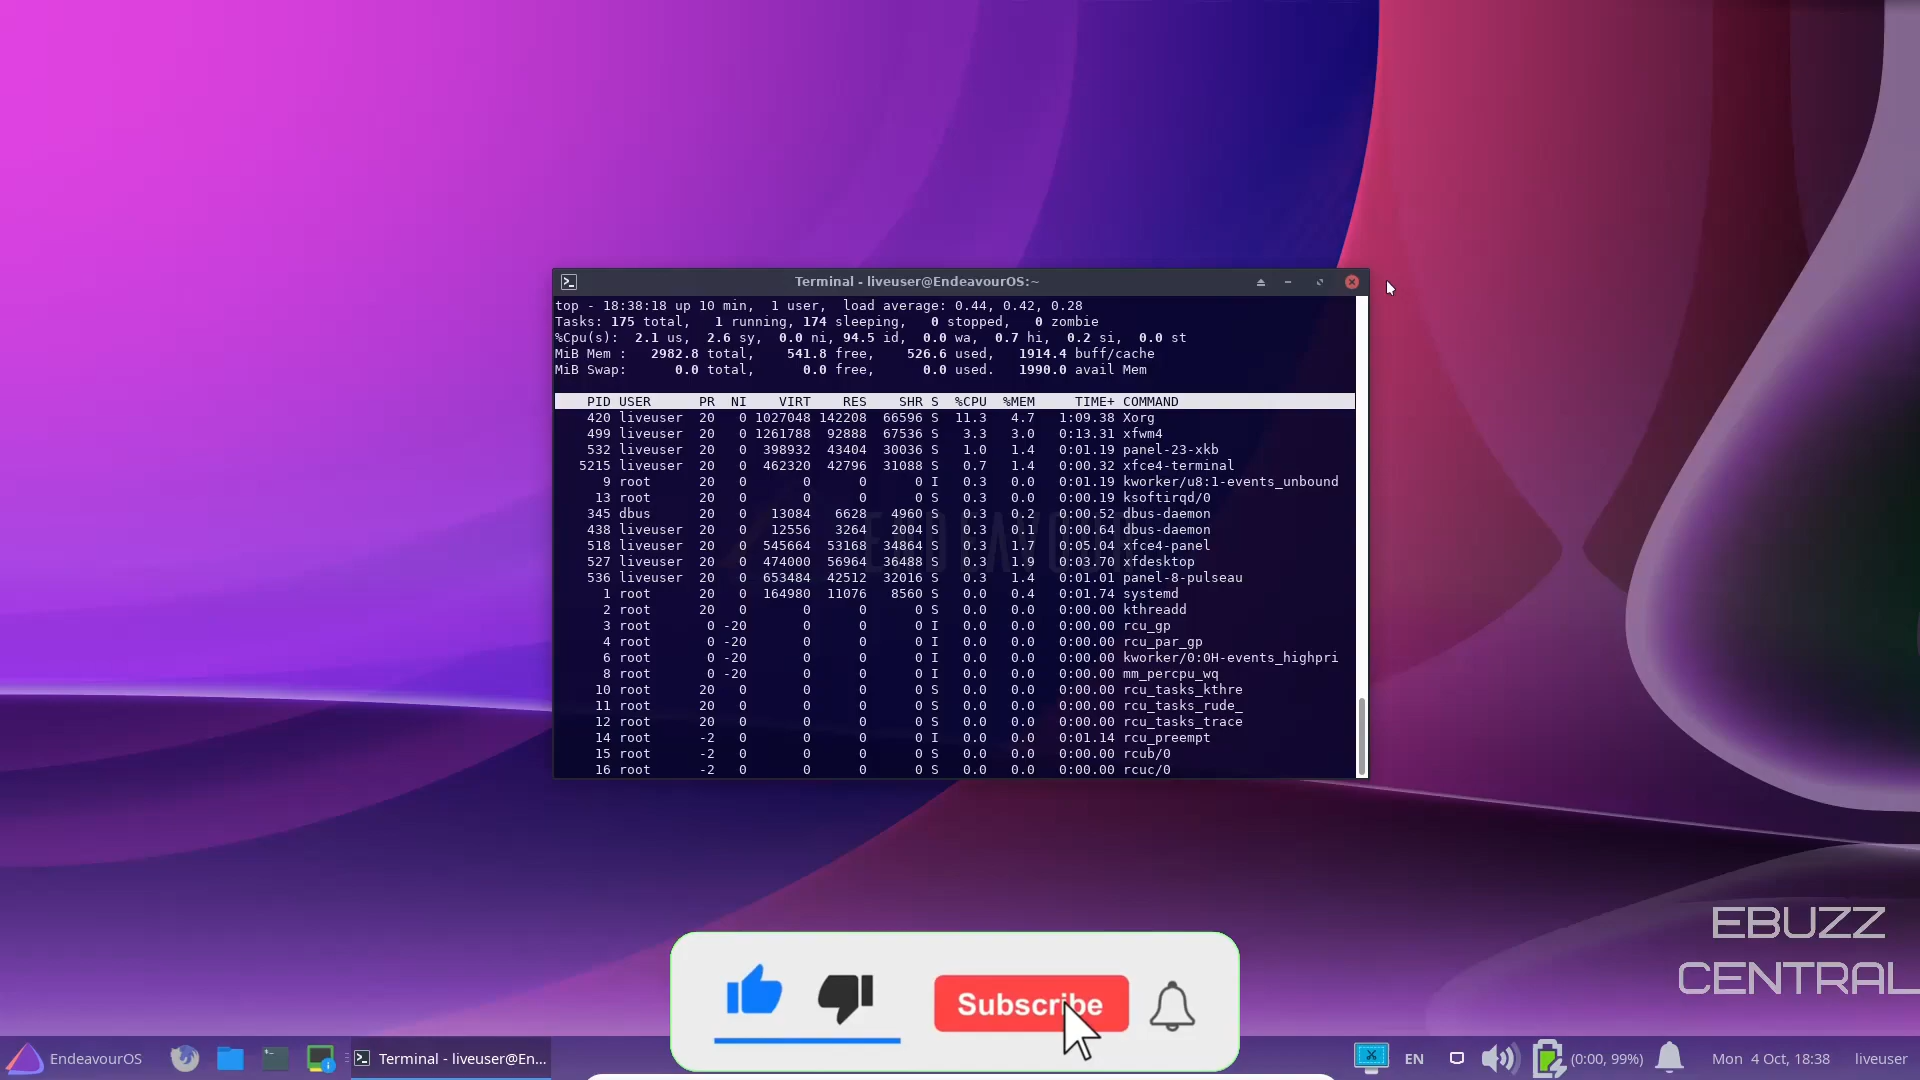 Terminal - liveuser@EndeavourOS:~
top - 18:38:18 up 10 min,  1 user,  load average: 0.44, 0.42, 0.28
Tasks: 175 total,   1 running, 174 sleeping,   0 stopped,   0 zombie
%Cpu(s):  2.1 us,  2.6 sy,  0.0 ni, 94.5 id,  0.0 wa,  0.7 hi,  0.2 si,  0.0 st
MiB Mem :   2982.8 total,    541.8 free,    526.6 used,   1914.4 buff/cache
MiB Swap:      0.0 total,      0.0 free,      0.0 used.   1990.0 avail Mem
PID USER      PR  NI    VIRT    RES    SHR S  %CPU  %MEM     TIME+ COMMAND
420 liveuser  20   0 1027048 142208  66596 S  11.3   4.7   1:09.38 Xorg
499 liveuser  20   0 1261788  92888  67536 S   3.3   3.0   0:13.31 xfwm4
532 liveuser  20   0  398932  43404  30036 S   1.0   1.4   0:01.19 panel-23-xkb
5215 liveuser  20   0  462320  42796  31088 S   0.7   1.4   0:00.32 xfce4-terminal
9 root      20   0       0      0      0 I   0.3   0.0   0:01.19 kworker/u8:1-events_unbound
13 root      20   0       0      0      0 S   0.3   0.0   0:00.19 ksoftirqd/0
345 dbus      20   0   13084   6628   4960 S   0.3   0.2   0:00.52 dbus-daemon
438 liveuser  20   0   12556   3264   2004 S   0.3   0.1   0:00.64 dbus-daemon
518 liveuser  20   0  545664  53168  34864 S   0.3   1.7   0:05.04 xfce4-panel
527 liveuser  20   0  474000  56964  36488 S   0.3   1.9   0:03.70 xfdesktop
536 liveuser  20   0  653484  42512  32016 S   0.3   1.4   0:01.01 panel-8-pulseau
1 root      20   0  164980  11076   8560 S   0.0   0.4   0:01.74 systemd
2 root      20   0       0      0      0 S   0.0   0.0   0:00.00 kthreadd
3 root       0 -20       0      0      0 I   0.0   0.0   0:00.00 rcu_gp
4 root       0 -20       0      0      0 I   0.0   0.0   0:00.00 rcu_par_gp
6 root       0 -20       0      0      0 I   0.0   0.0   0:00.00 kworker/0:0H-events_highpri
8 root       0 -20       0      0      0 I   0.0   0.0   0:00.00 mm_percpu_wq
10 root      20   0       0      0      0 S   0.0   0.0   0:00.00 rcu_tasks_kthre
11 root      20   0       0      0      0 S   0.0   0.0   0:00.00 rcu_tasks_rude_
12 root      20   0       0      0      0 S   0.0   0.0   0:00.00 rcu_tasks_trace
14 root      -2   0       0      0      0 I   0.0   0.0   0:01.14 rcu_preempt
15 root      -2   0       0      0      0 S   0.0   0.0   0:00.00 rcub/0
16 root      -2   0       0      0      0 S   0.0   0.0   0:00.00 rcuc/0
ENDEAVOUR
EBUZZ
CENTRAL
Subscribe
EndeavourOS
Terminal - liveuser@En...
EN
(0:00, 99%)
Mon  4 Oct, 18:38
liveuser